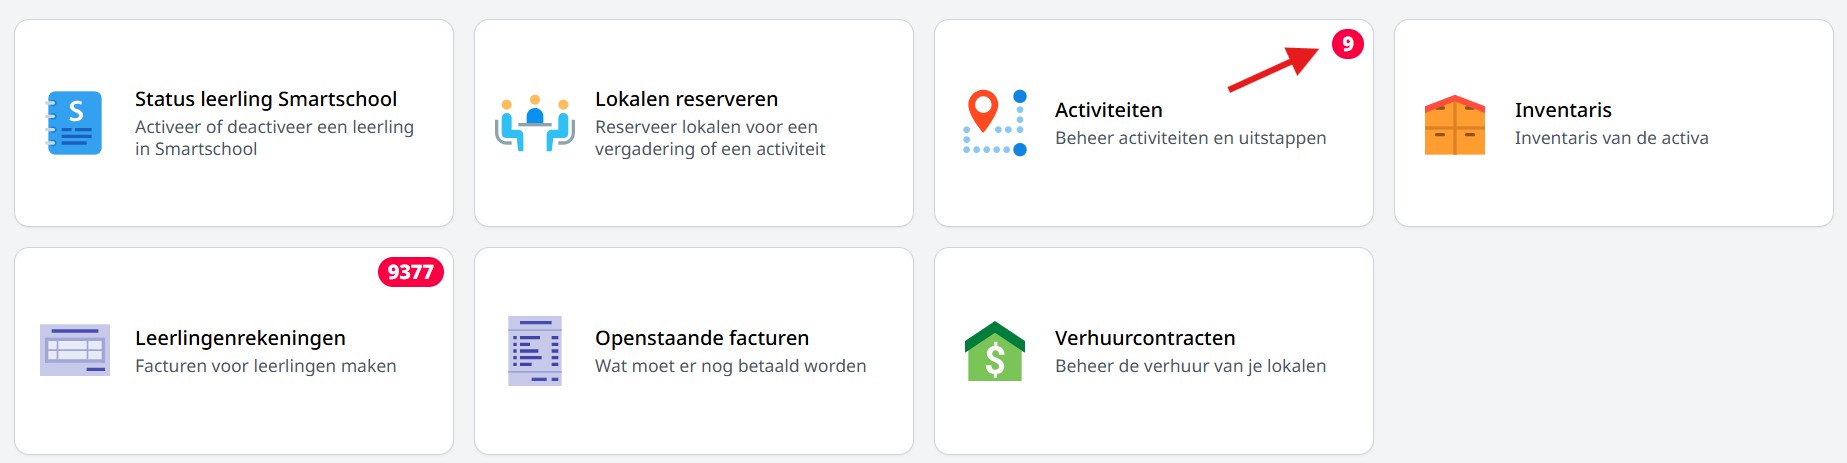 Status leerling Smartschool
Activeer of deactiveer een leerling
in Smartschool
Lokalen reserveren
Reserveer lokalen voor een
vergadering of een activiteit
9
Activiteiten
Beheer activiteiten en uitstappen
Inventaris
Inventaris van de activa
9377
Leerlingenrekeningen
Facturen voor leerlingen maken
Openstaande facturen
Wat moet er nog betaald worden
Verhuurcontracten
Beheer de verhuur van je lokalen
S
$